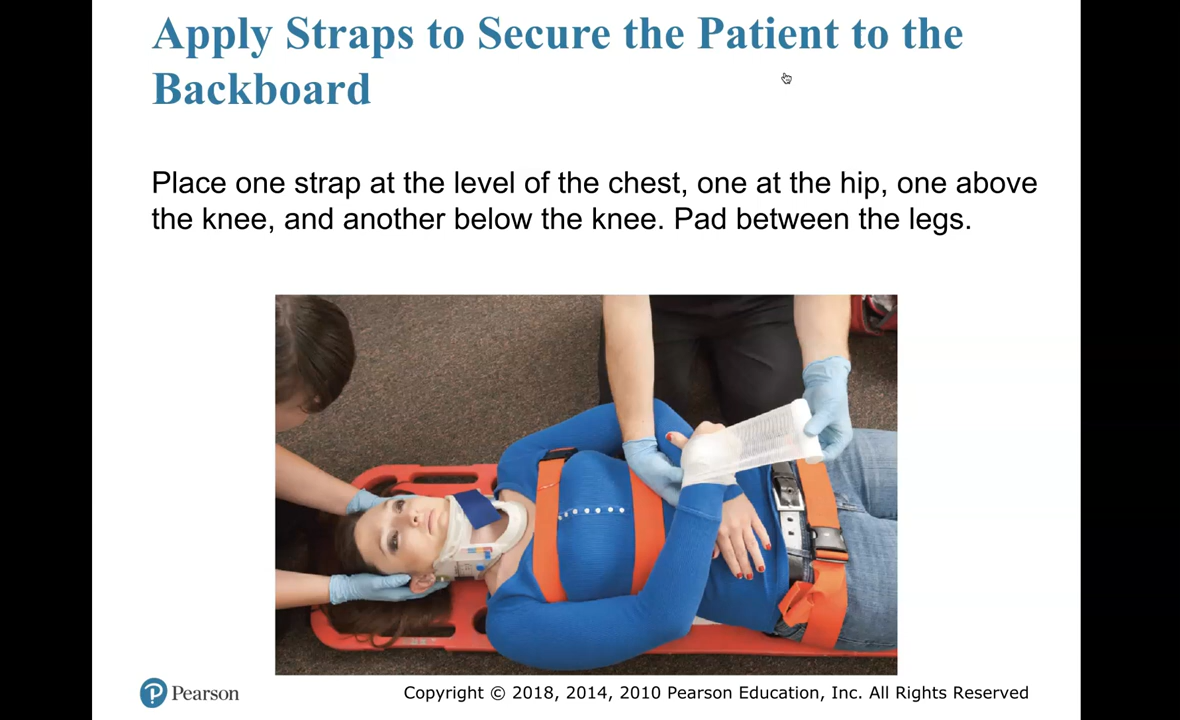 Apply Straps to Secure the Patient to the
Backboard
Place one strap at the level of the chest, one at the hip, one above
the knee, and another below the knee. Pad between the legs.
Pearson
Copyright © 2018, 2014, 2010 Pearson Education, Inc. All Rights Reserved